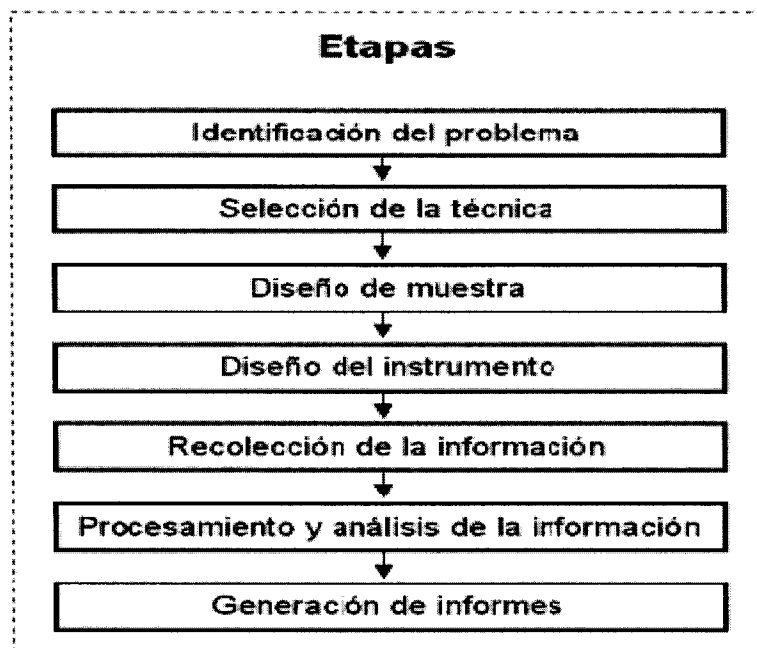 Etapas
Identificación del problema
Selección de la técnica
Diseño de muestra
Diseño del instrumento
Recolección de la información
Procesamiento y análisis de la información
Generación de informes